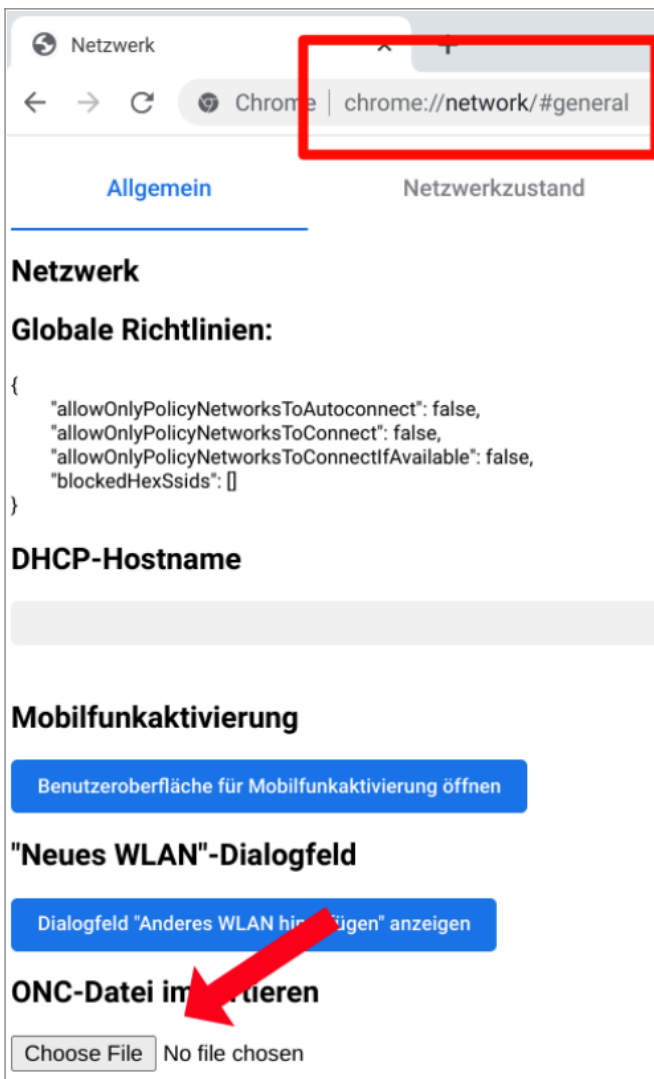 Netzwerk
Chrome | chrome://network/#general
Allgemein Netzwerkzustand
Netzwerk
Globale Richtlinien:
{
"allowOnlyPolicyNetworksToAutoconnect": false,
"allowOnlyPolicyNetworksToConnect": false,
"allowOnlyPolicyNetworksToConnectIfAvailable": false,
"blockedHexSsids": []
}
DHCP-Hostname
Mobilfunkaktivierung
Benutzeroberfläche für Mobilfunkaktivierung öffnen
"Neues WLAN"-Dialogfeld
Dialogfeld "Anderes WLAN hinzufügen" anzeigen
ONC-Datei importieren
Choose File No file chosen